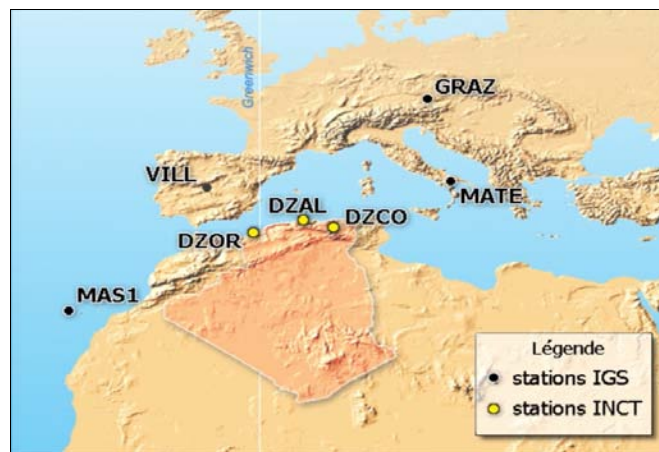 Greenwich
GRAZ
VILL
MATE
DZAL
DZCO
DZOR
MAS1
Légende
stations IGS
stations INCT